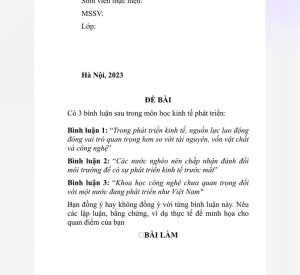 Sinh viên thực hiện:
MSSV:
Lớp:
Hà Nội, 2023
ĐỀ BÀI
Có 3 bình luận sau trong môn học kinh tế phát triển:
Bình luận 1: “Trong phát triển kinh tế, nguồn lực lao động
đóng vai trò quan trọng hơn so với tài nguyên, vốn vật chất
và công nghệ”
Bình luận 2: “Các nước nghèo nên chấp nhận đánh đổi
môi trường để có sự phát triển kinh tế trước mắt”
Bình luận 3: “Khoa học công nghệ chưa quan trọng đối
với một nước đang phát triển như Việt Nam"
Bạn đồng ý hay không đồng ý với từng bình luận này. Nêu
các lập luận, bằng chứng, ví dụ thực tế để minh họa cho
quan điểm của bạn
BÀI LÀM